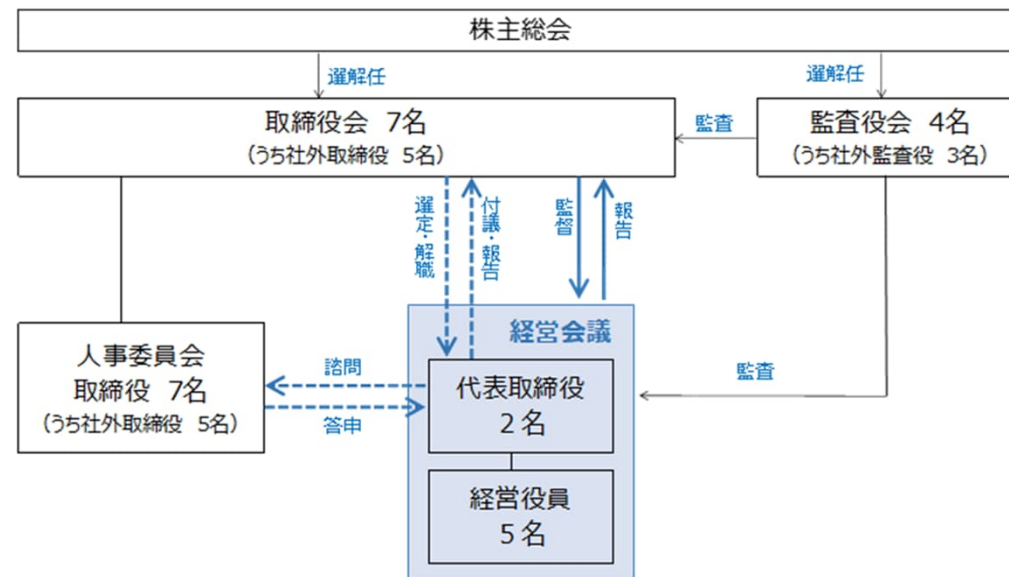 株主総会
選解任
選解任
取締役会 7名
(うち社外取締役 5名)
監査
監査役会 4名
(うち社外監査役 3名)
選定・解職
付議・報告
監督
報告
経営会議
人事委員会
取締役 7名
(うち社外取締役 5名)
諮問
答申
代表取締役
2名
監査
経営役員
5名